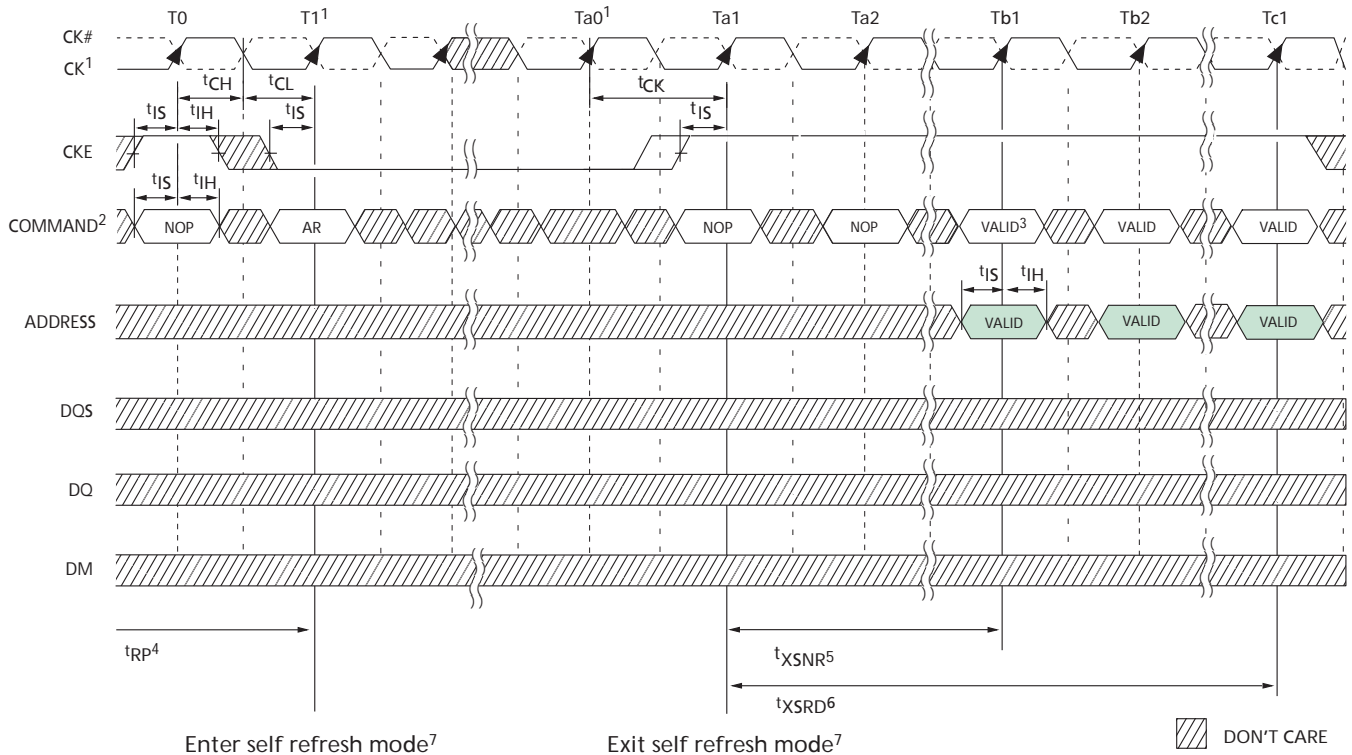 T0 T1¹ Ta0¹ Ta1 Ta2 Tb1 Tb2 Tc1
CK#
CK¹
tCH tCL tCK
tIS tIH tIS tIS
CKE
tIS tIH
COMMAND² NOP AR NOP NOP VALID³ VALID VALID
tIS tIH
ADDRESS VALID VALID VALID
DQS
DQ
DM
tRP⁴ tXSNR⁵
tXSRD⁶
Enter self refresh mode⁷ Exit self refresh mode⁷ DON'T CARE